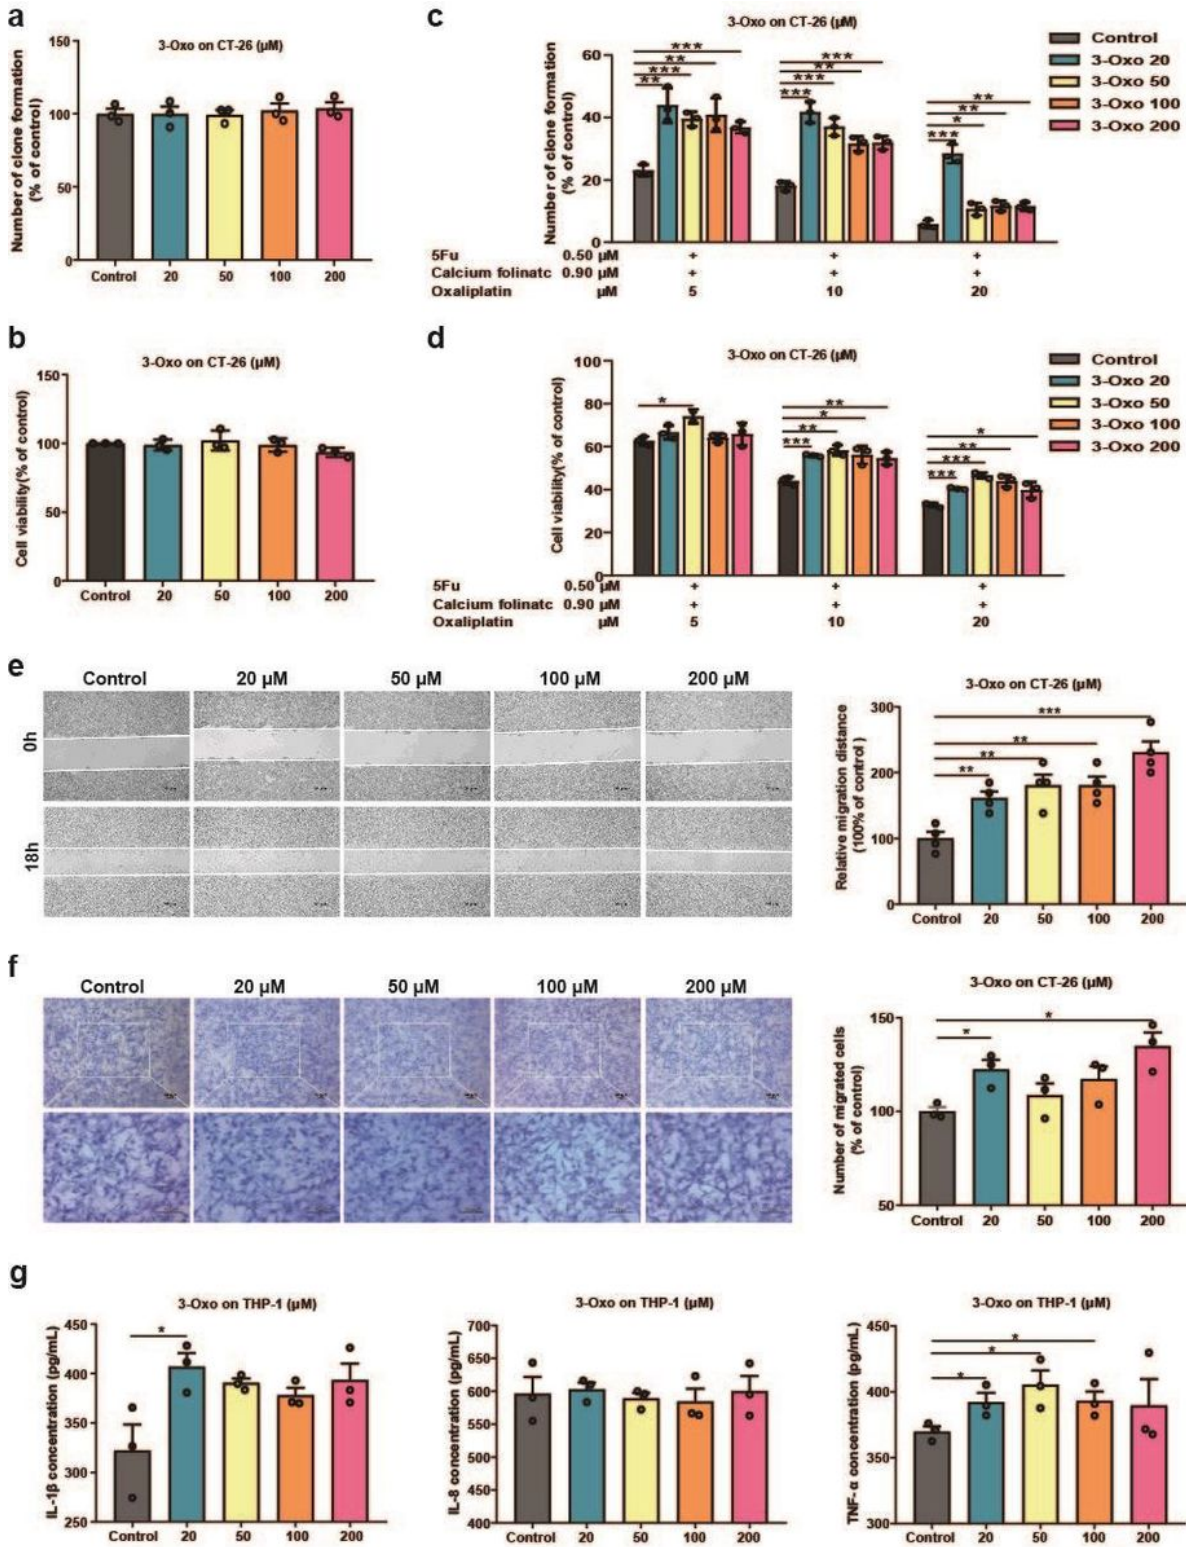 a
3-Oxo on CT-26 (μM)
Number of clone formation
(% of control)
150
100
50
0
Control 20 50 100 200
c
3-Oxo on CT-26 (μM)
Number of clone formation
(% of control)
60
40
20
0
*** ** *** **
*** ** *** ***
** ** * ***
Control
3-Oxo 20
3-Oxo 50
3-Oxo 100
3-Oxo 200
5Fu 0.50 μM + + +
Calcium folinatc 0.90 μM + + +
Oxaliplatin μM 5 10 20
b
3-Oxo on CT-26 (μM)
Cell viability(% of control)
150
100
50
0
Control 20 50 100 200
d
3-Oxo on CT-26 (μM)
Cell viability(% of control)
100
80
60
40
20
0
*
** * ** ***
* ** *** ***
Control
3-Oxo 20
3-Oxo 50
3-Oxo 100
3-Oxo 200
5Fu 0.50 μM + + +
Calcium folinatc 0.90 μM + + +
Oxaliplatin μM 5 10 20
e
Control 20 μM 50 μM 100 μM 200 μM
0h
18h
3-Oxo on CT-26 (μM)
Relative migration distance
(100% of control )
300
200
100
0
***
**
**
**
Control 20 50 100 200
f
Control 20 μM 50 μM 100 μM 200 μM
3-Oxo on CT-26 (μM)
Number of migrated cells
(% of control)
150
100
50
*
*
Control 20 50 100 200
g
3-Oxo on THP-1 (μM)
IL-1β concentration (pg/mL)
450
400
350
300
250
*
Control 20 50 100 200
3-Oxo on THP-1 (μM)
IL-8 concentration (pg/mL)
800
700
600
500
400
Control 20 50 100 200
3-Oxo on THP-1 (μM)
TNF-α concentration (pg/mL)
450
400
350
300
*
*
*
Control 20 50 100 200